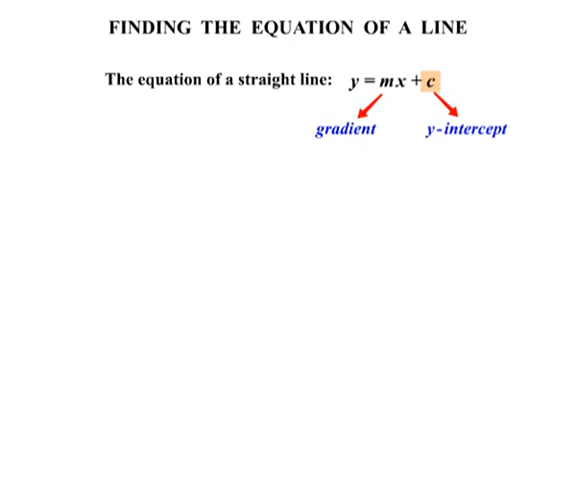 FINDING THE EQUATION OF A LINE
The equation of a straight line: y = mx + c
gradient y-intercept